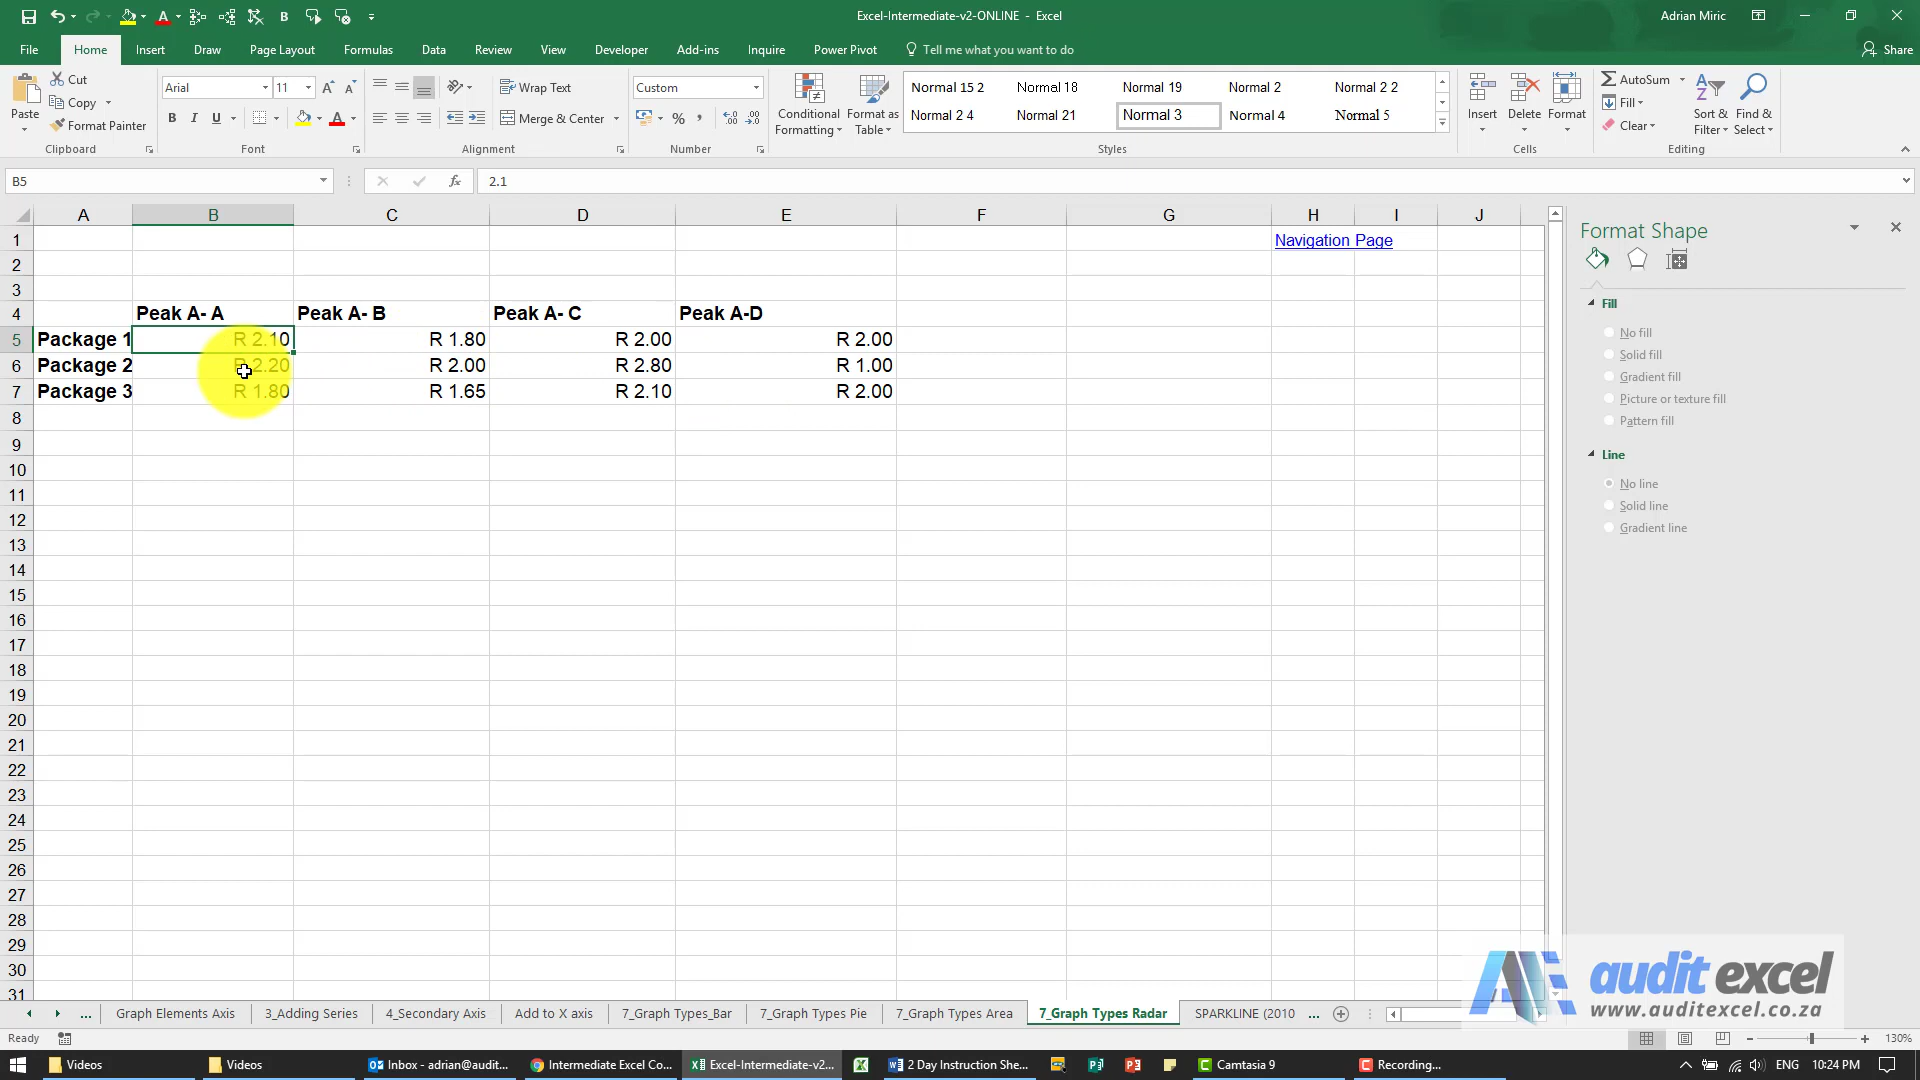 Excel-Intermediate-v2-ONLINE - Excel
Adrian Miric
File Home Insert Draw Page Layout Formulas Data Review View Developer Add-ins Inquire Power Pivot Tell me what you want to do Share
Paste
Cut
Copy
Format Painter
Clipboard
Arial 11
B I U
Font
Wrap Text
Merge & Center
Alignment
Custom
%
Number
Conditional Formatting
Format as Table
Normal 15 2 Normal 18 Normal 19 Normal 2 Normal 2 2
Normal 2 4 Normal 21 Normal 3 Normal 4 Normal 5
Styles
Insert Delete Format
Cells
AutoSum
Fill
Clear
Sort & Filter
Find & Select
Editing
B5 fx 2.1
A B C D E F G H I J
1 Navigation Page
2
3
4 Peak A- A Peak A- B Peak A- C Peak A-D
5 Package 1 R 2.10 R 1.80 R 2.00 R 2.00
6 Package 2 R 2.20 R 2.00 R 2.80 R 1.00
7 Package 3 R 1.80 R 1.65 R 2.10 R 2.00
8
9
10
11
12
13
14
15
16
17
18
19
20
21
22
23
24
25
26
27
28
29
30
31
Format Shape
Fill
No fill
Solid fill
Gradient fill
Picture or texture fill
Pattern fill
Line
No line
Solid line
Gradient line
audit excel
www.auditexcel.co.za
... Graph Elements Axis 3_Adding Series 4_Secondary Axis Add to X axis 7_Graph Types_Bar 7_Graph Types Pie 7_Graph Types Area 7_Graph Types Radar SPARKLINE (2010 ...
Ready 130%
Videos Videos Inbox - adrian@audit... Intermediate Excel Co... Excel-Intermediate-v2... 2 Day Instruction She... Camtasia 9 Recording... ENG 10:24 PM